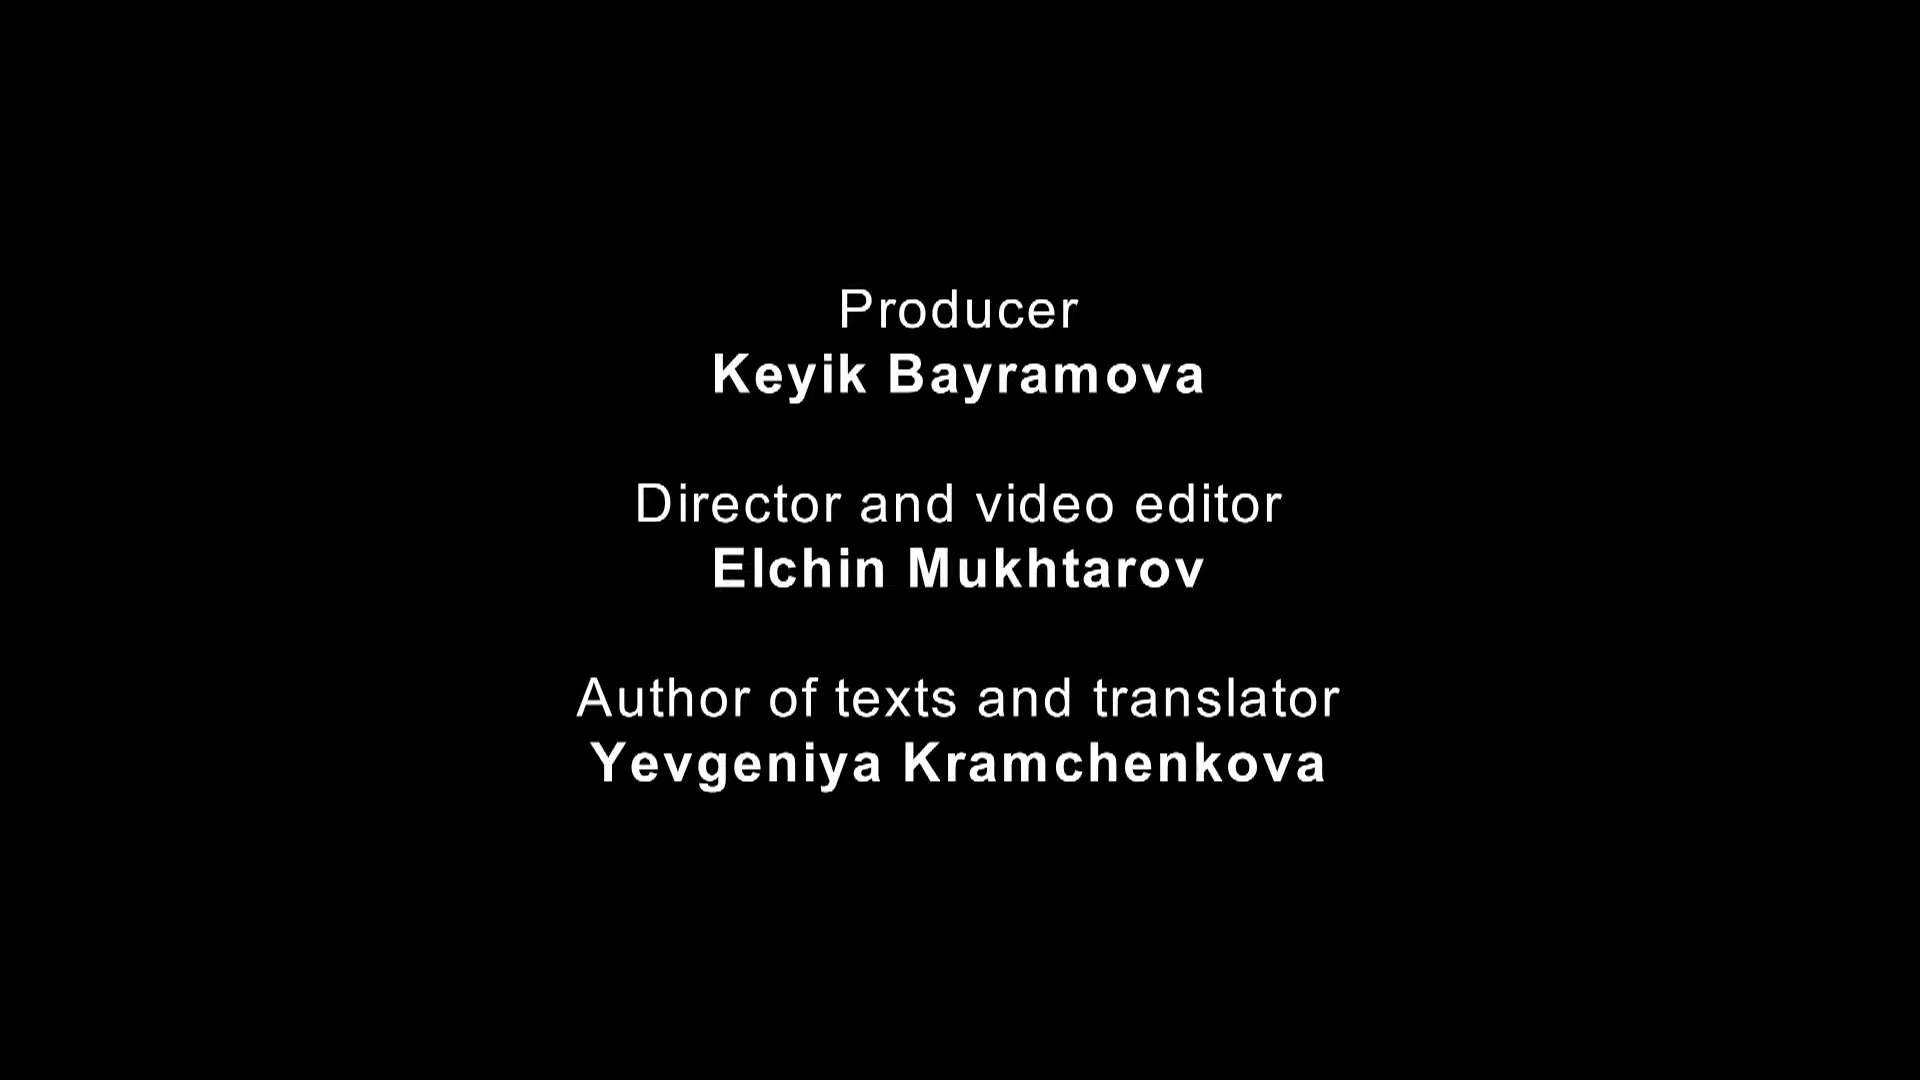 Producer
Keyik Bayramova
Director and video editor
Elchin Mukhtarov
Author of texts and translator
Yevgeniya Kramchenkova